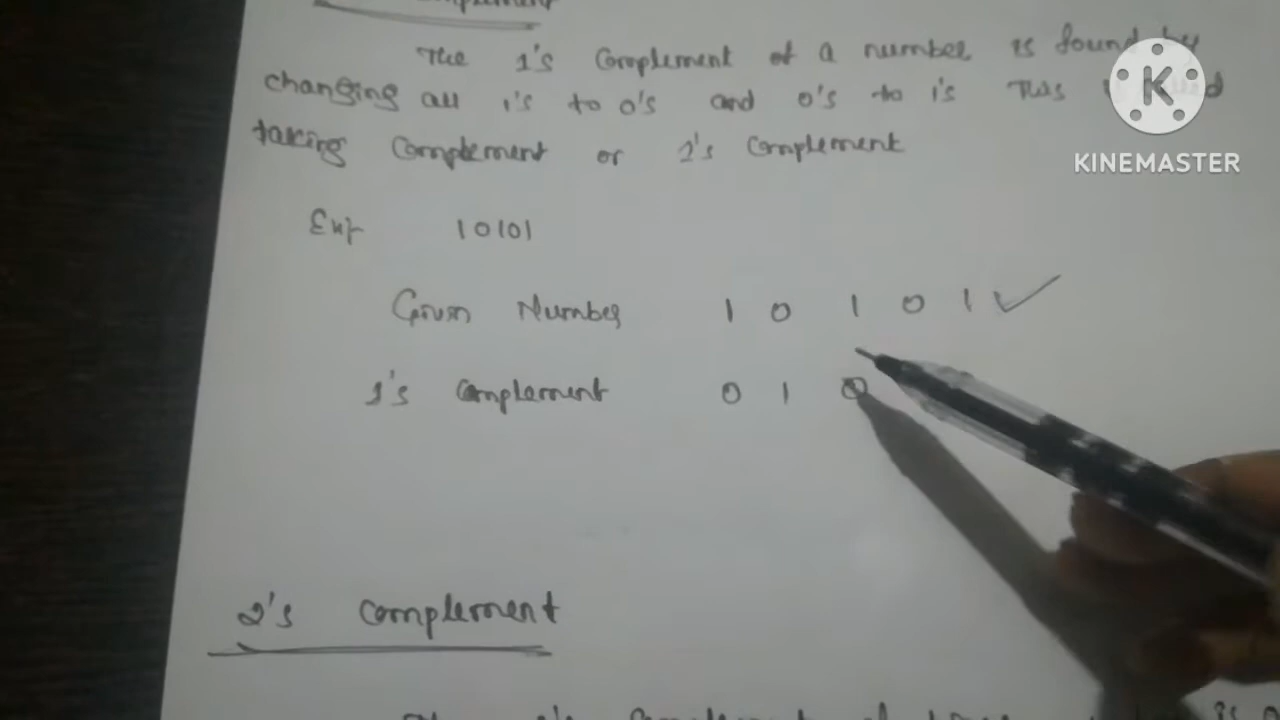 The 1's Complement of a number is found by
changing all 1's to 0's and 0's to 1's This
taking Complement or 1's Complement
KINEMASTER
Exp 10101
Given Number 1 0 1 0 1 ✓
1's Complement 0 1 0
2's Complement